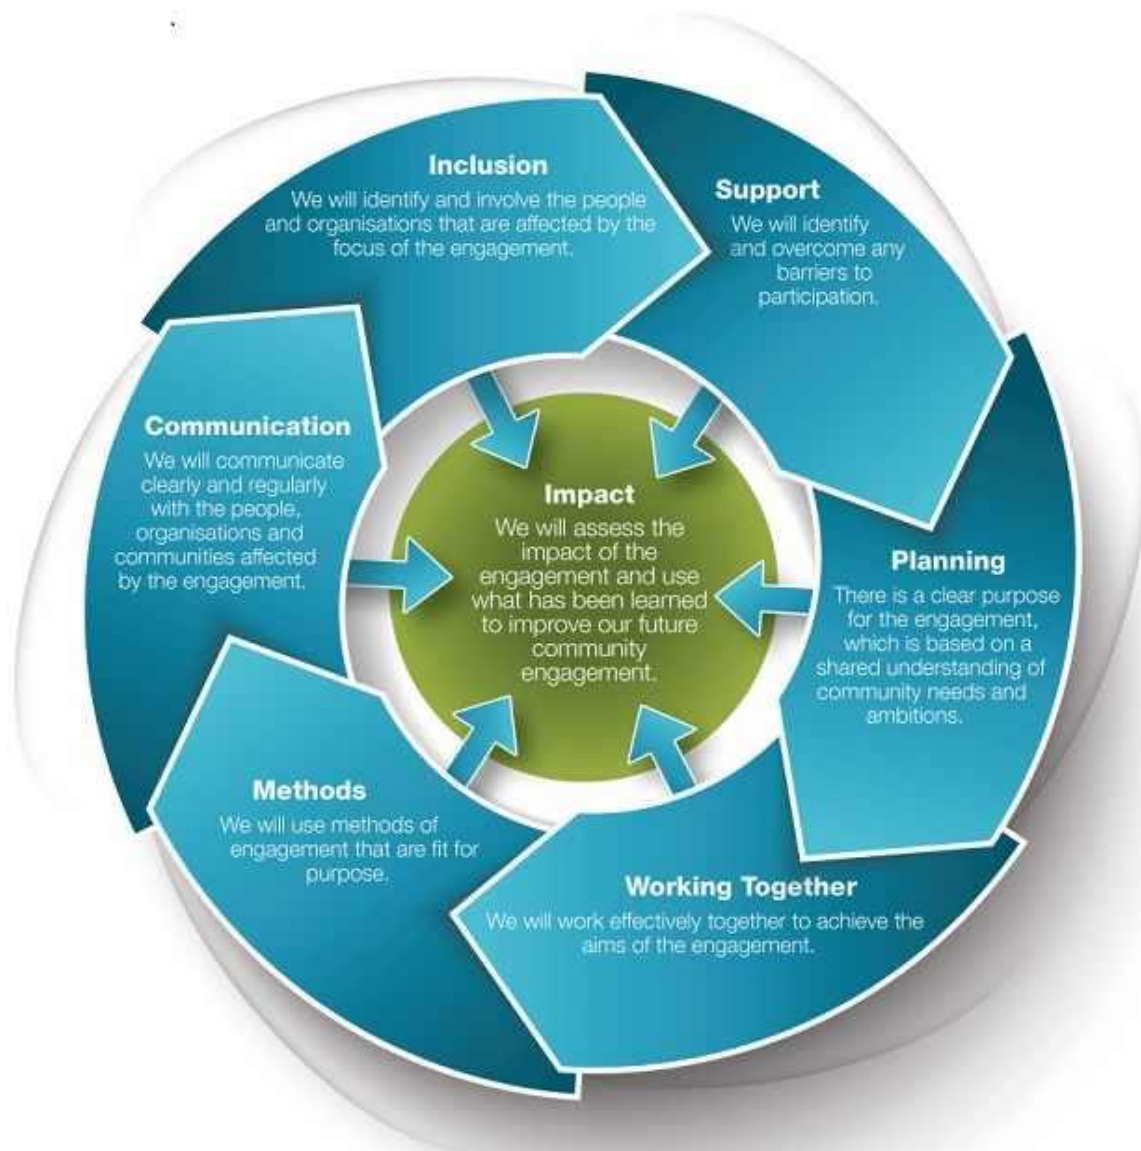 Inclusion
We will identify and involve the people
and organisations that are affected by the
focus of the engagement.
Support
We will identify
and overcome any
barriers to
participation.
Planning
There is a clear purpose
for the engagement,
which is based on a
shared understanding of
community needs and
ambitions.
Working Together
We will work effectively together to achieve the
aims of the engagement.
Methods
We will use methods of
engagement that are fit for
purpose.
Communication
We will communicate
clearly and regularly
with the people,
organisations and
communities affected
by the engagement.
Impact
We will assess the
impact of the
engagement and use
what has been learned
to improve our future
community
engagement.